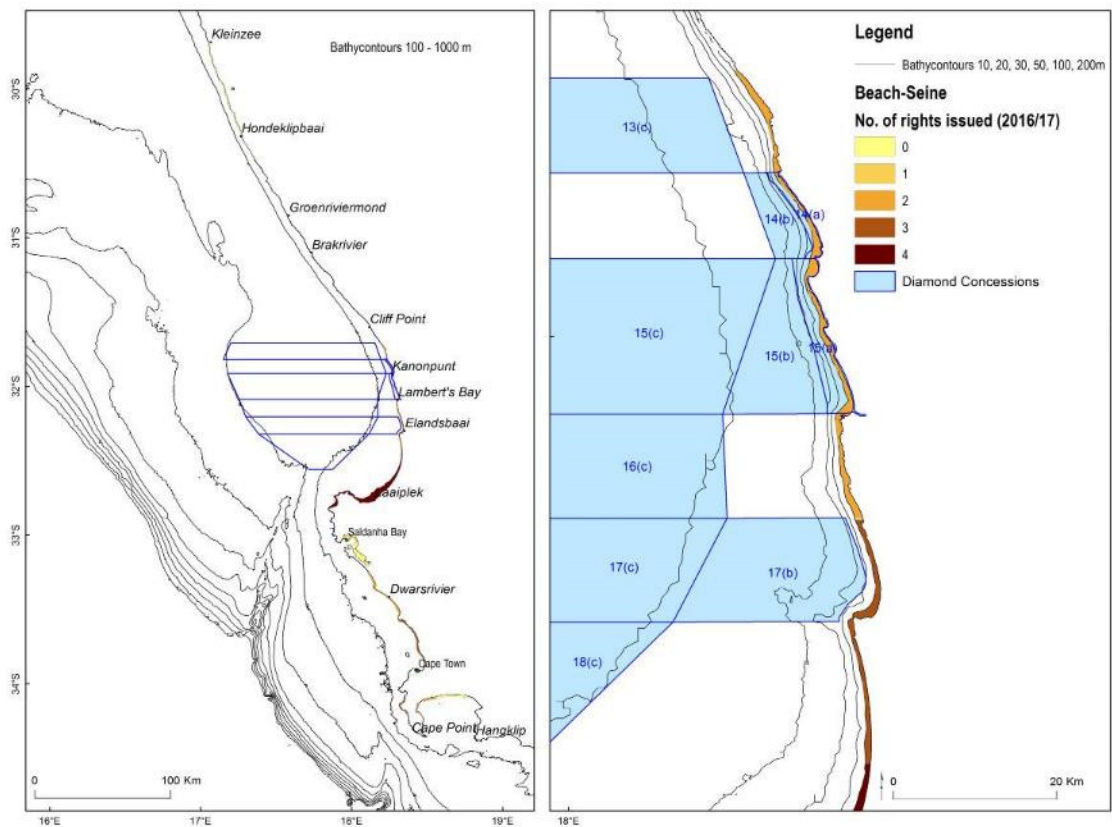 Kleinzee
Bathycontours 100 - 1000 m
30°S
Hondeklipbaai
Groenriviermond
31°S
Brakrivier
Cliff Point
Kanonpunt
32°S
Lambert's Bay
Elandsbaai
aaiplek
33°S
Saldanha Bay
Dwarsrivier
Cape Town
34°S
Cape Point
Hangklip
0 100 Km
16°E 17°E 18°E 19°E
Legend
Bathycontours 10, 20, 30, 50, 100, 200m
Beach-Seine
No. of rights issued (2016/17)
0
1
2
3
4
Diamond Concessions
13(c)
14(b)
14(a)
15(c)
15(b)
15(a)
16(c)
17(c)
17(b)
18(c)
0 20 Km
18°E